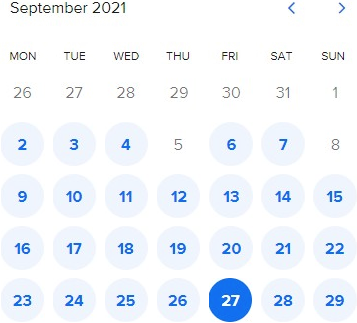 September 2021
MON TUE WED THU FRI SAT SUN
26 27 28 29 30 31 1
2 3 4 5 6 7 8
9 10 11 12 13 14 15
16 17 18 19 20 21 22
23 24 25 26 27 28 29